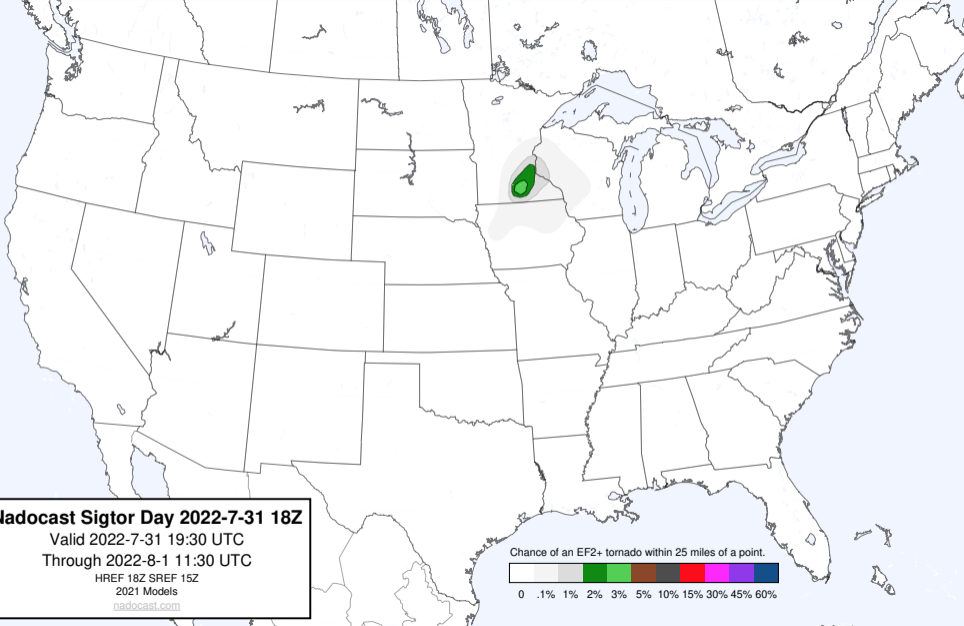 Nadocast Sigtor Day 2022-7-31 18Z
Valid 2022-7-31 19:30 UTC
Through 2022-8-1 11:30 UTC
HREF 18Z SREF 15Z
2021 Models
nadocast.com
Chance of an EF2+ tornado within 25 miles of a point.
0 .1% 1% 2% 3% 5% 10% 15% 30% 45% 60%